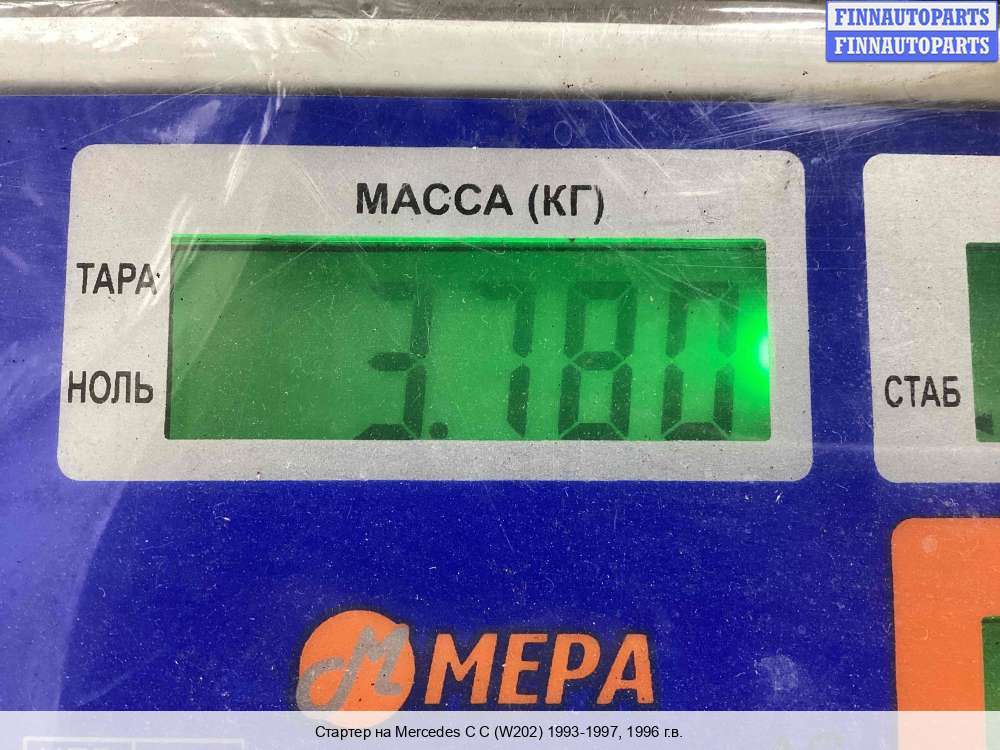 FINNAUTOPARTS
FINNAUTOPARTS
МАССА (КГ)
ТАРА
3.780
НОЛЬ
СТАБ
МЕРА
Стартер на Mercedes C C (W202) 1993-1997, 1996 г.в.